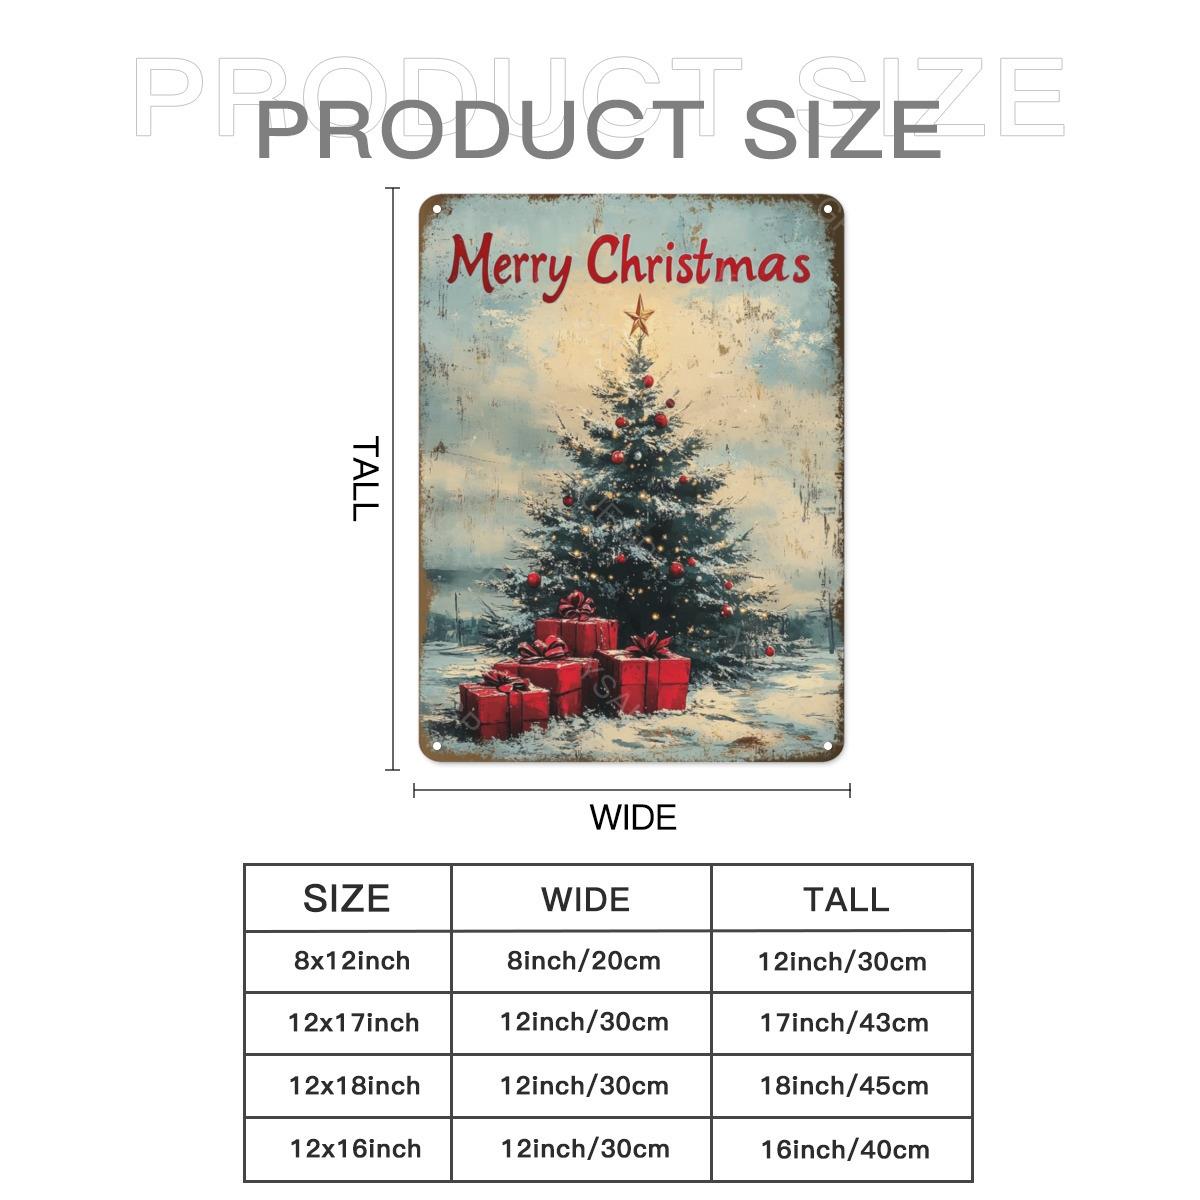 PRODUCT SIZE
PRODUCT SIZE
Merry Christmas
TALL
WIDE
SIZE WIDE TALL
8x12inch 8inch/20cm 12inch/30cm
12x17inch 12inch/30cm 17inch/43cm
12x18inch 12inch/30cm 18inch/45cm
12x16inch 12inch/30cm 16inch/40cm